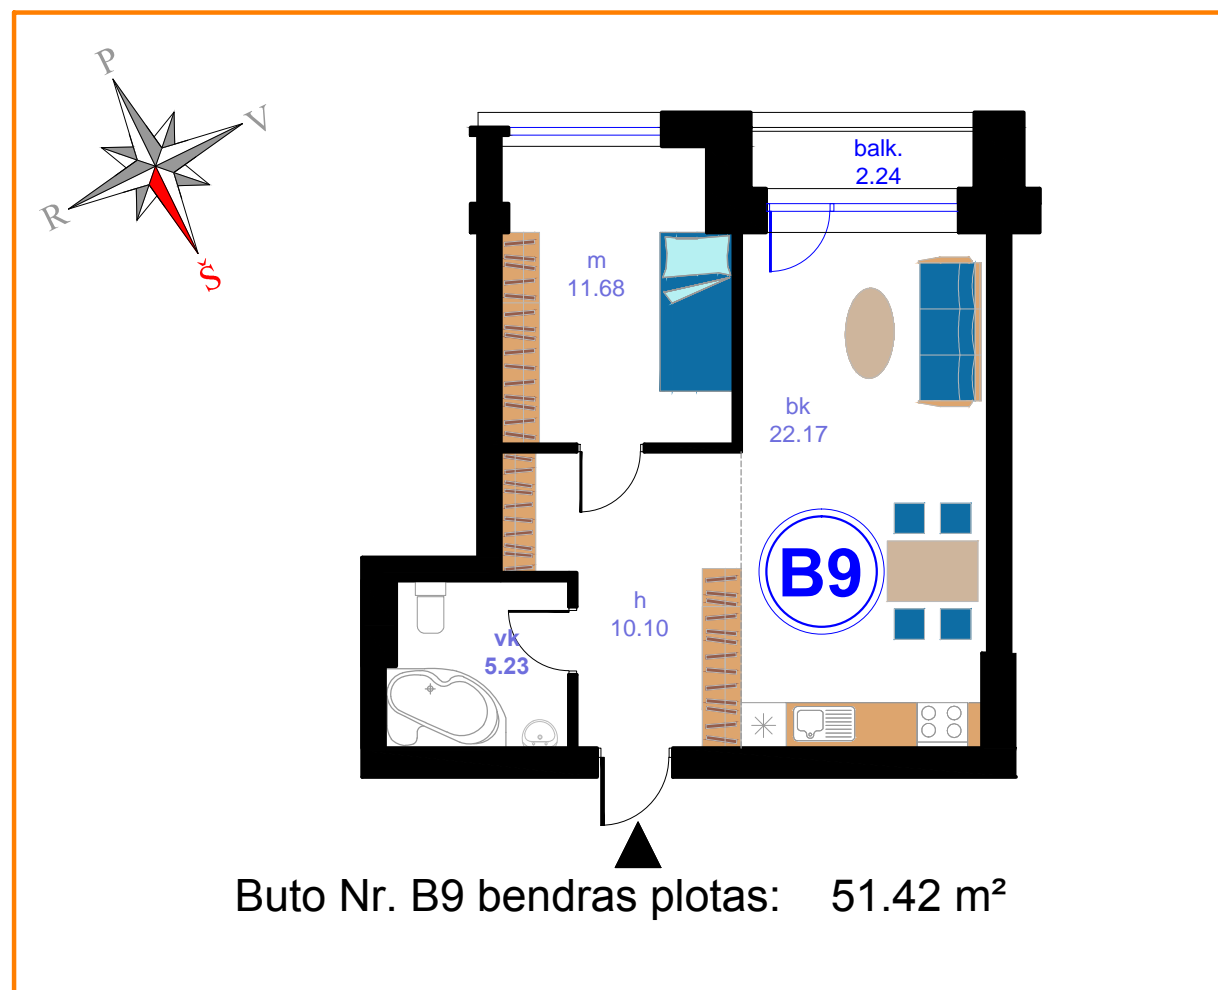 P
V
R
Š
balk.
2.24
m
11.68
bk
22.17
B9
h
10.10
vk
5.23
Buto Nr. B9 bendras plotas: 51.42 m²